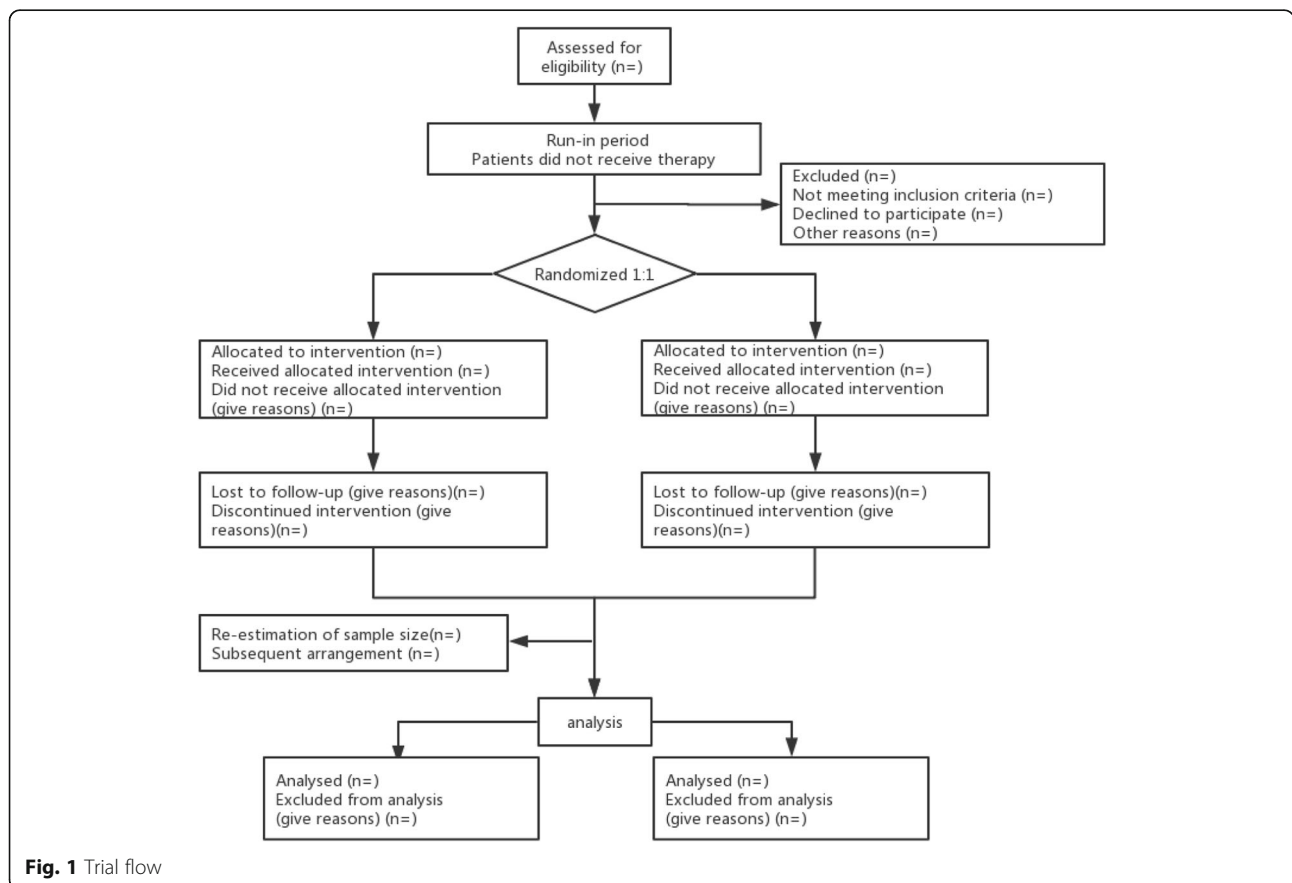 Assessed for
eligibility (n=)
Run-in period
Patients did not receive therapy
Excluded (n=)
Not meeting inclusion criteria (n=)
Declined to participate (n=)
Other reasons (n=)
Randomized 1:1
Allocated to intervention (n=)
Received allocated intervention (n=)
Did not receive allocated intervention
(give reasons) (n=)
Allocated to intervention (n=)
Received allocated intervention (n=)
Did not receive allocated intervention
(give reasons) (n=)
Lost to follow-up (give reasons)(n=)
Discontinued intervention (give
reasons)(n=)
Lost to follow-up (give reasons)(n=)
Discontinued intervention (give
reasons)(n=)
Re-estimation of sample size(n=)
Subsequent arrangement (n=)
analysis
Analysed (n=)
Excluded from analysis
(give reasons) (n=)
Analysed (n=)
Excluded from analysis
(give reasons) (n=)
Fig. 1 Trial flow